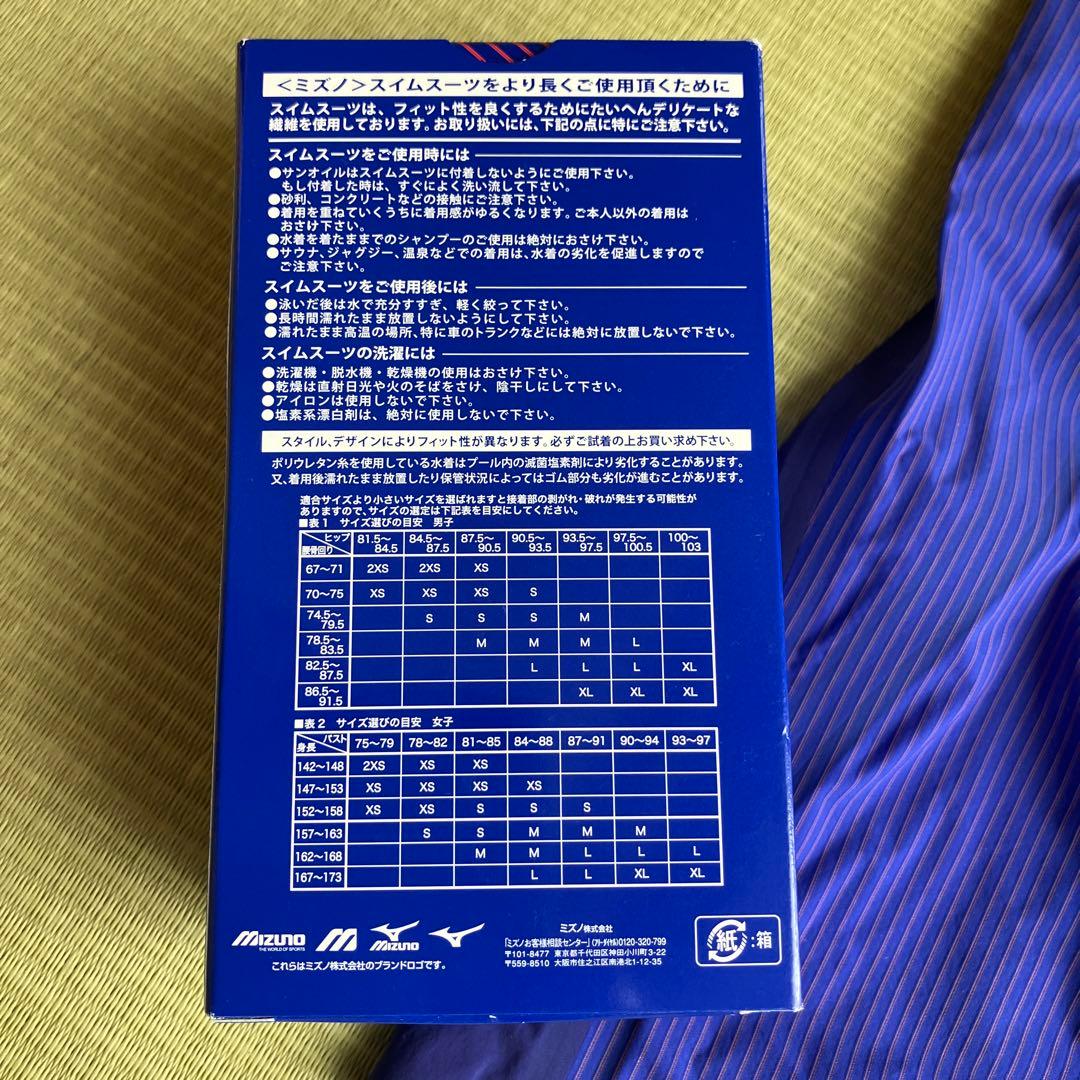 ＜ミズノ＞スイムスーツをより長くご使用頂くために
スイムスーツは、フィット性を良くするためにたいへんデリケートな
繊維を使用しております。お取り扱いには、下記の点に特にご注意下さい。
スイムスーツをご使用時には
●サンオイルはスイムスーツに付着しないようにご使用下さい。
もし付着した時は、すぐによく洗い流して下さい。
●砂利、コンクリートなどの接触にご注意下さい。
●着用を重ねていくうちに着用感がゆるくなります。ご本人以外の着用は
おさけ下さい。
●水着を着たままでのシャンプーのご使用は絶対におさけ下さい。
●サウナ、ジャグジー、温泉などでの着用は、水着の劣化を促進しますので
ご注意下さい。
スイムスーツをご使用後には
●泳いだ後は水で充分すすぎ、軽く絞って下さい。
●長時間濡れたまま放置しないようにして下さい。
●濡れたまま高温の場所、特に車のトランクなどには絶対に放置しないで下さい。
スイムスーツの洗濯には
●洗濯機・脱水機・乾燥機の使用はおさけ下さい。
●乾燥は直射日光や火のそばをさけ、陰干しにして下さい。
●アイロンは使用しないで下さい。
●塩素系漂白剤は、絶対に使用しないで下さい。
スタイル、デザインによりフィット性が異なります。必ずご試着の上お買い求め下さい。
ポリウレタン糸を使用している水着はプール内の滅菌塩素剤により劣化することがあります。
又、着用後濡れたまま放置したり保管状況によってはゴム部分も劣化が進むことがあります。
適合サイズより小さいサイズを選ばれますと接着部の剥がれ・破れが発生する可能性が
ありますので、サイズの選定は下記表を目安にしてください。
■表1 サイズ選びの目安 男子
ヒップ 腰骨回り 81.5～84.5 84.5～87.5 87.5～90.5 90.5～93.5 93.5～97.5 97.5～100.5 100～103
67～71 2XS 2XS XS
70～75 XS XS XS S
74.5～79.5 S S S M
78.5～83.5 M M M L
82.5～87.5 L L L XL
86.5～91.5 XL XL XL
■表2 サイズ選びの目安 女子
バスト 身長 75～79 78～82 81～85 84～88 87～91 90～94 93～97
142～148 2XS XS XS
147～153 XS XS XS XS
152～158 XS XS S S S
157～163 S S M M M
162～168 M M L L L
167～173 L L XL XL
MIZUNO
THE WORLD OF SPORTS
MIZUNO
これらはミズノ株式会社のブランドロゴです。
ミズノ株式会社
「ミズノお客様相談センター」(フリーダイヤル)0120-320-799
〒101-8477 東京都千代田区神田小川町3-22
〒559-8510 大阪市住之江区南港北1-12-35
紙:箱